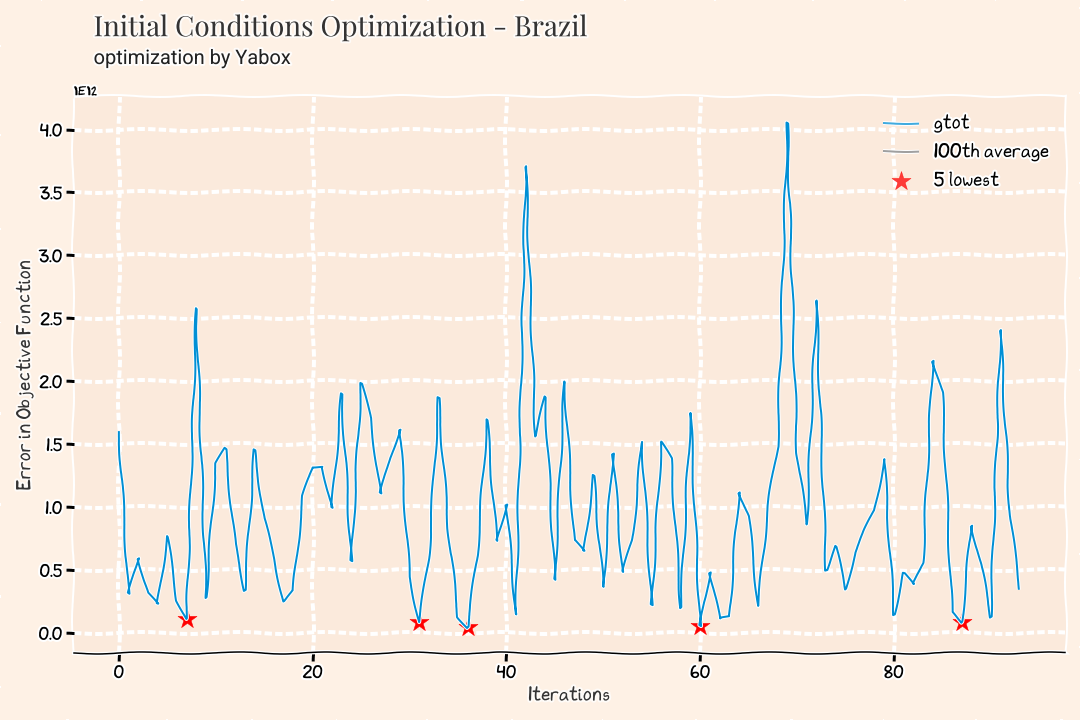 Initial Conditions Optimization - Brazil
optimization by Yabox
1E12
4.0
3.5
3.0
2.5
2.0
1.5
1.0
0.5
0.0
Error in Objective Function
gtot
100th average
5 lowest
0 20 40 60 80
Iterations